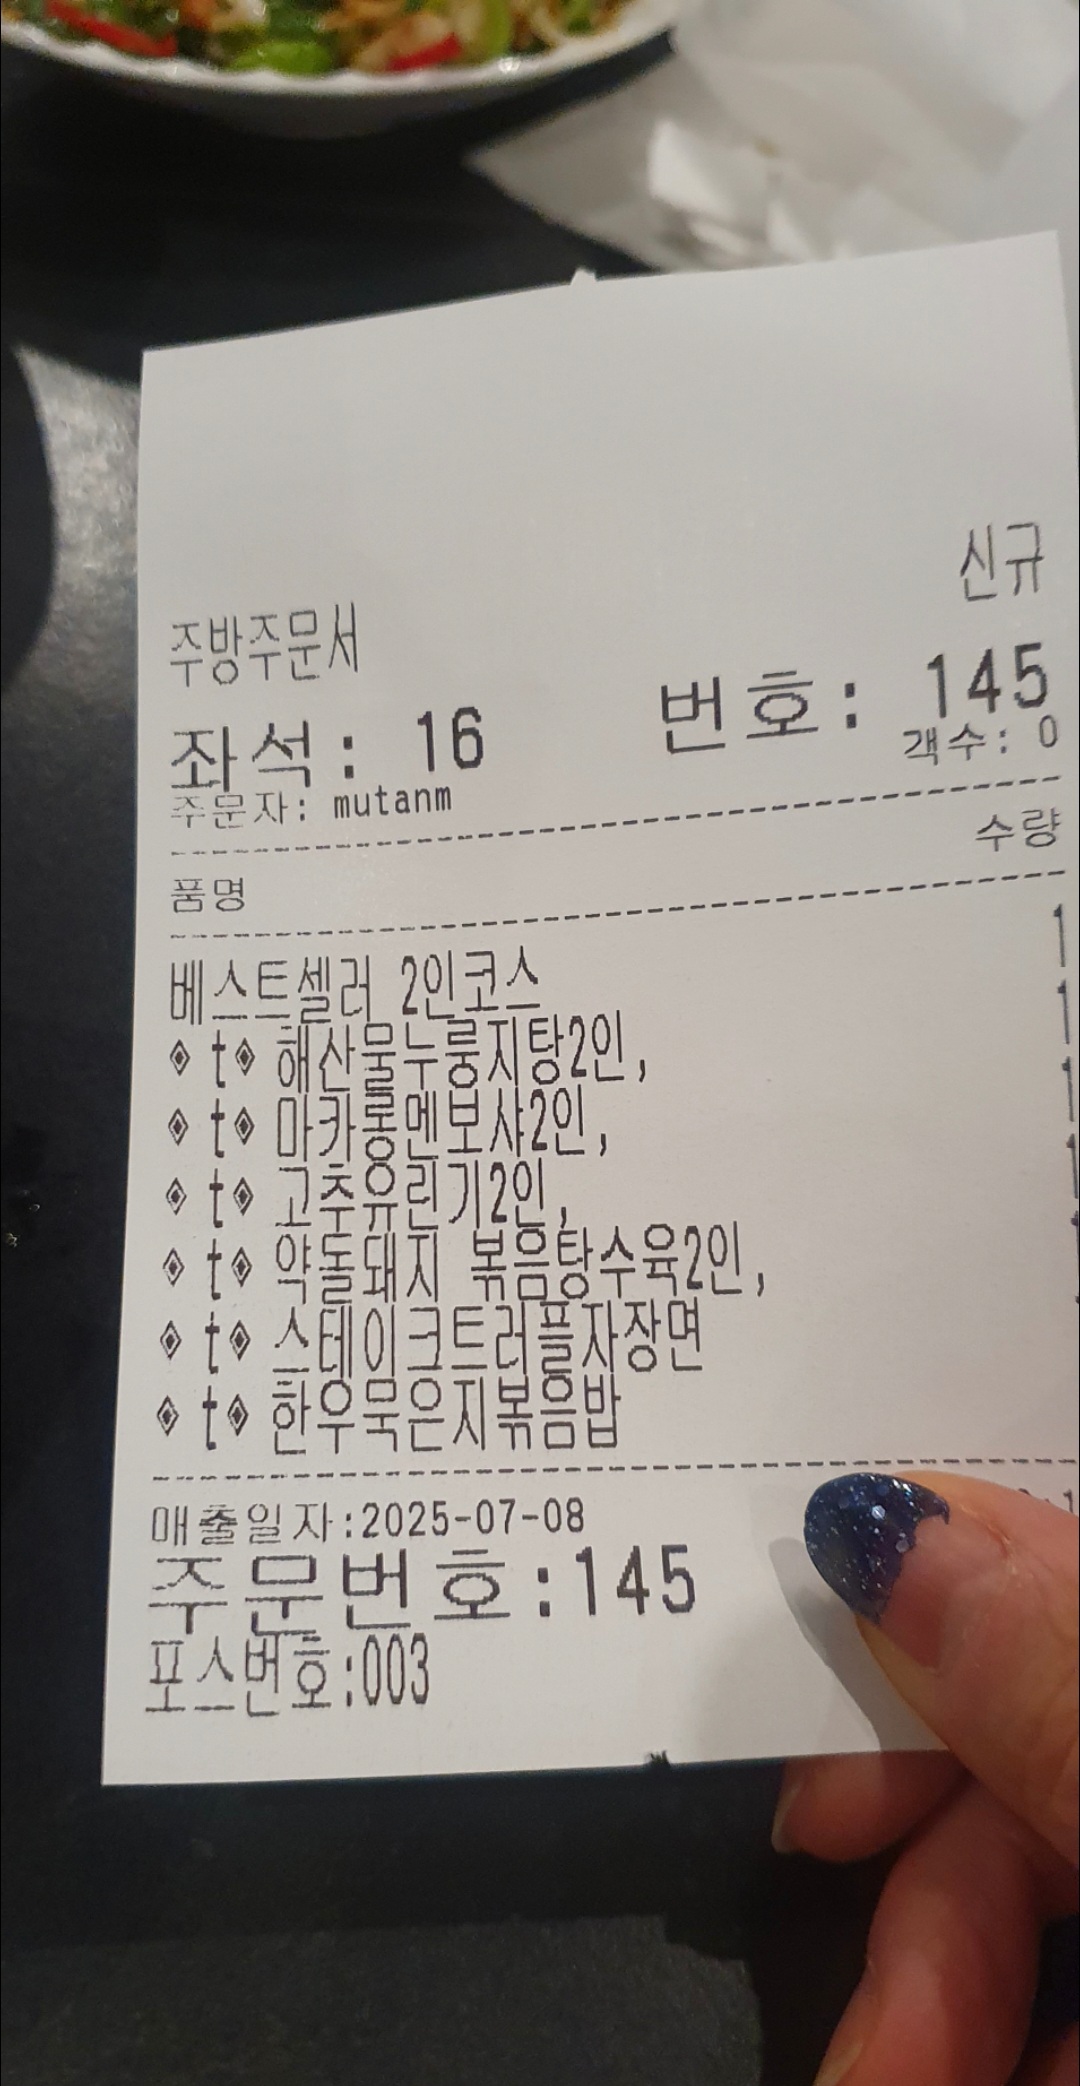 신규
주방주문서
좌석: 16 번호: 145
주문자: mutanm 객수: 0
품명 수량
베스트셀러 2인코스 1
◈ t◈ 해산물누룽지탕2인, 1
◈ t◈ 마카롱멘보샤2인, 1
◈ t◈ 고추유린기2인, 1
◈ t◈ 약돌돼지 볶음탕수육2인,
◈ t◈ 스테이크트러플자장면
◈ t◈ 한우묵은지볶음밥
매출일자:2025-07-08
주문번호:145
포스번호:003